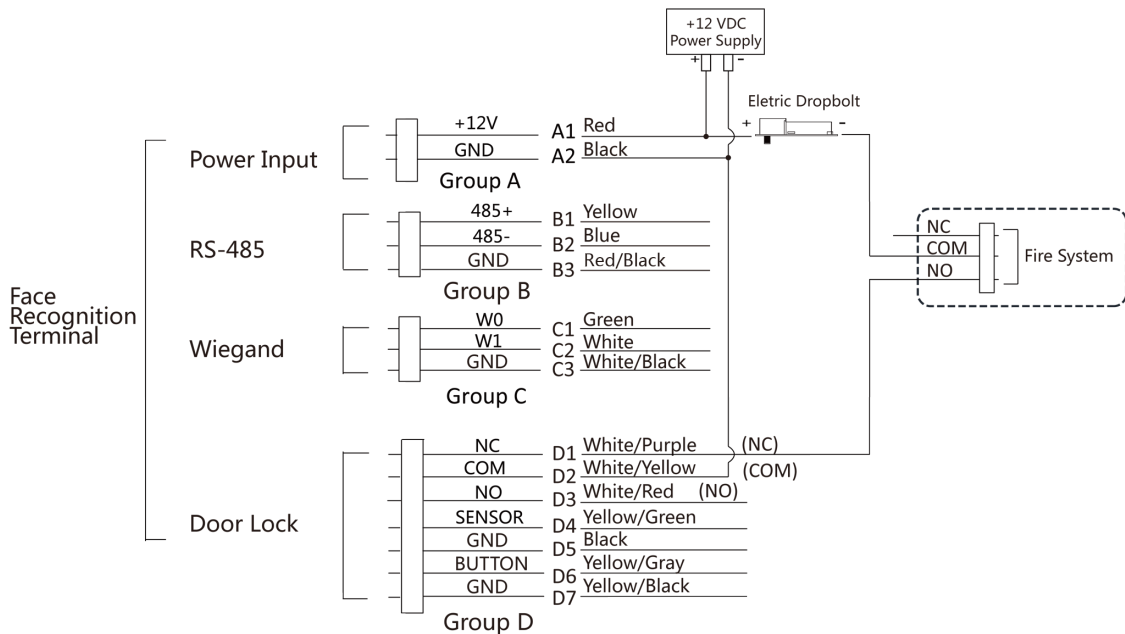 +12 VDC
Power Supply
+ -
Eletric Dropbolt
+ -
Face
Recognition
Terminal
Power Input
+12V A1 Red
GND A2 Black
Group A
RS-485
485+ B1 Yellow
485- B2 Blue
GND B3 Red/Black
Group B
NC
COM
NO
Fire System
Wiegand
W0 C1 Green
W1 C2 White
GND C3 White/Black
Group C
Door Lock
NC D1 White/Purple (NC)
COM D2 White/Yellow (COM)
NO D3 White/Red (NO)
SENSOR D4 Yellow/Green
GND D5 Black
BUTTON D6 Yellow/Gray
GND D7 Yellow/Black
Group D